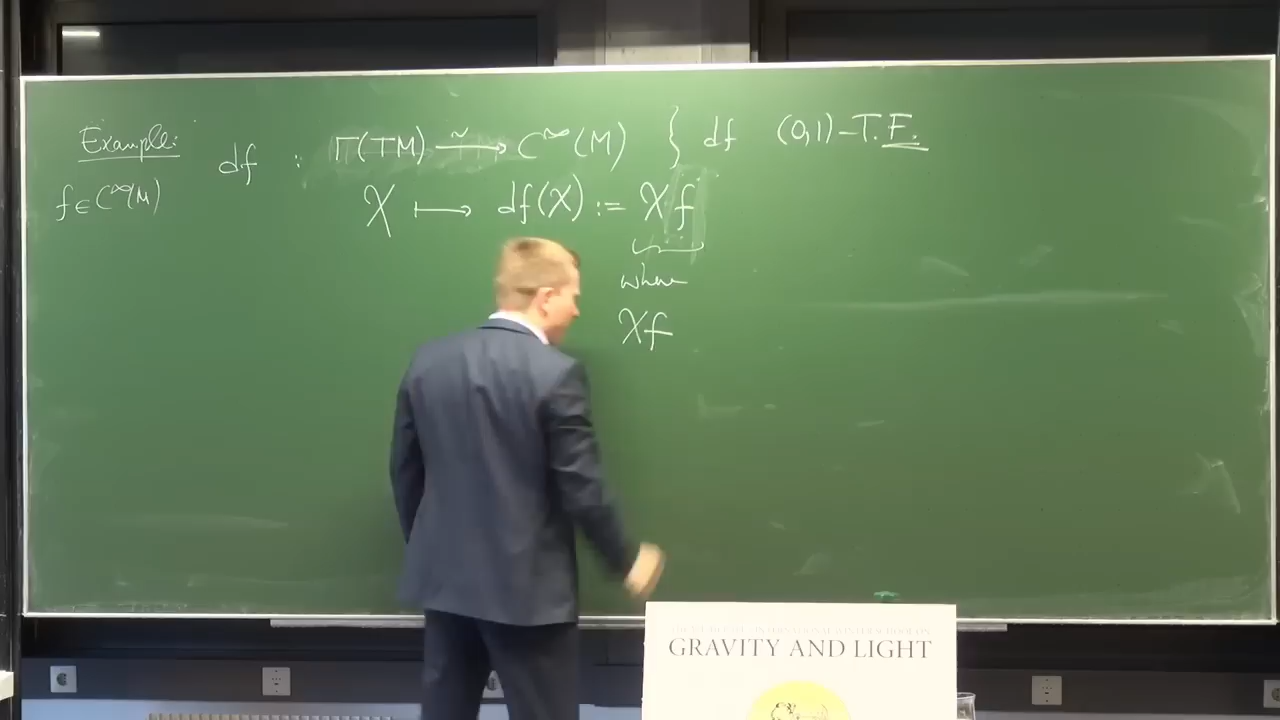 Example: df : Γ(TM) ⟶̃ C^∞(M) } df (0,1)-T.F.
f ∈ C^∞(M) X ⟼ df(X) := Xf
where
Xf
GRAVITY AND LIGHT